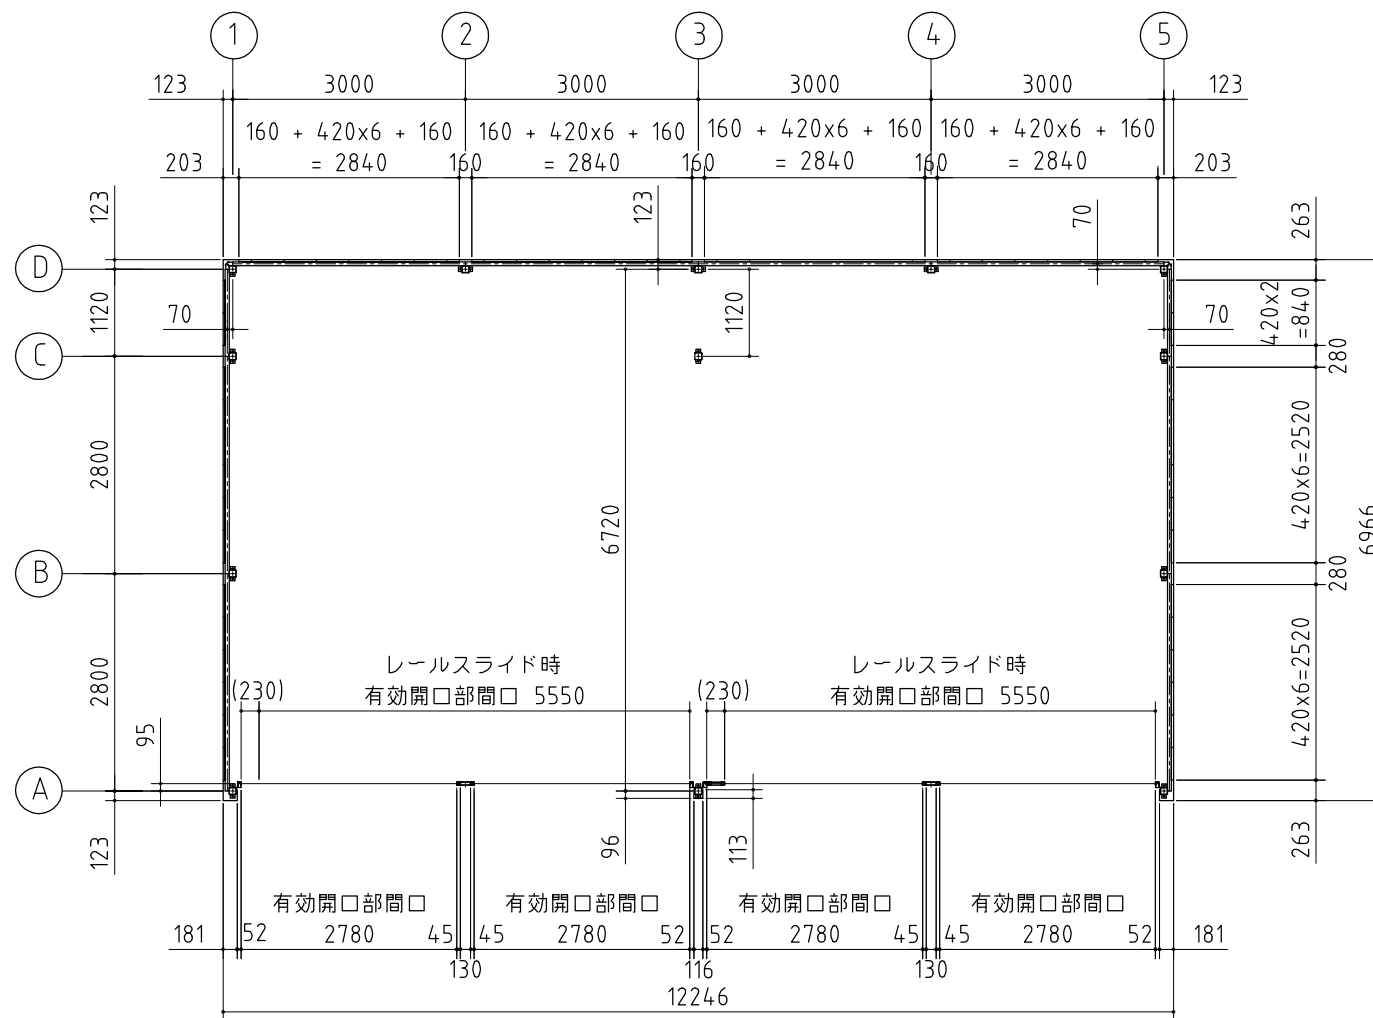 1 2 3 4 5
123 3000 3000 3000 3000 123
160 + 420x6 + 160 160 + 420x6 + 160 160 + 420x6 + 160 160 + 420x6 + 160
203 = 2840 160 = 2840 160 = 2840 160 = 2840 203
123 123 70 263
D
1120 70 1120 70 420x2
=840
C
280
2800 6720 420x6=2520 6966
B
280
2800 420x6=2520
レールスライド時 レールスライド時
(230) 有効開口部間口 5550 (230) 有効開口部間口 5550
95
A
123 96 113 263
有効開口部間口 有効開口部間口 有効開口部間口 有効開口部間口
181 52 2780 45 45 2780 52 52 2780 45 45 2780 52 181
130 116 130
12246